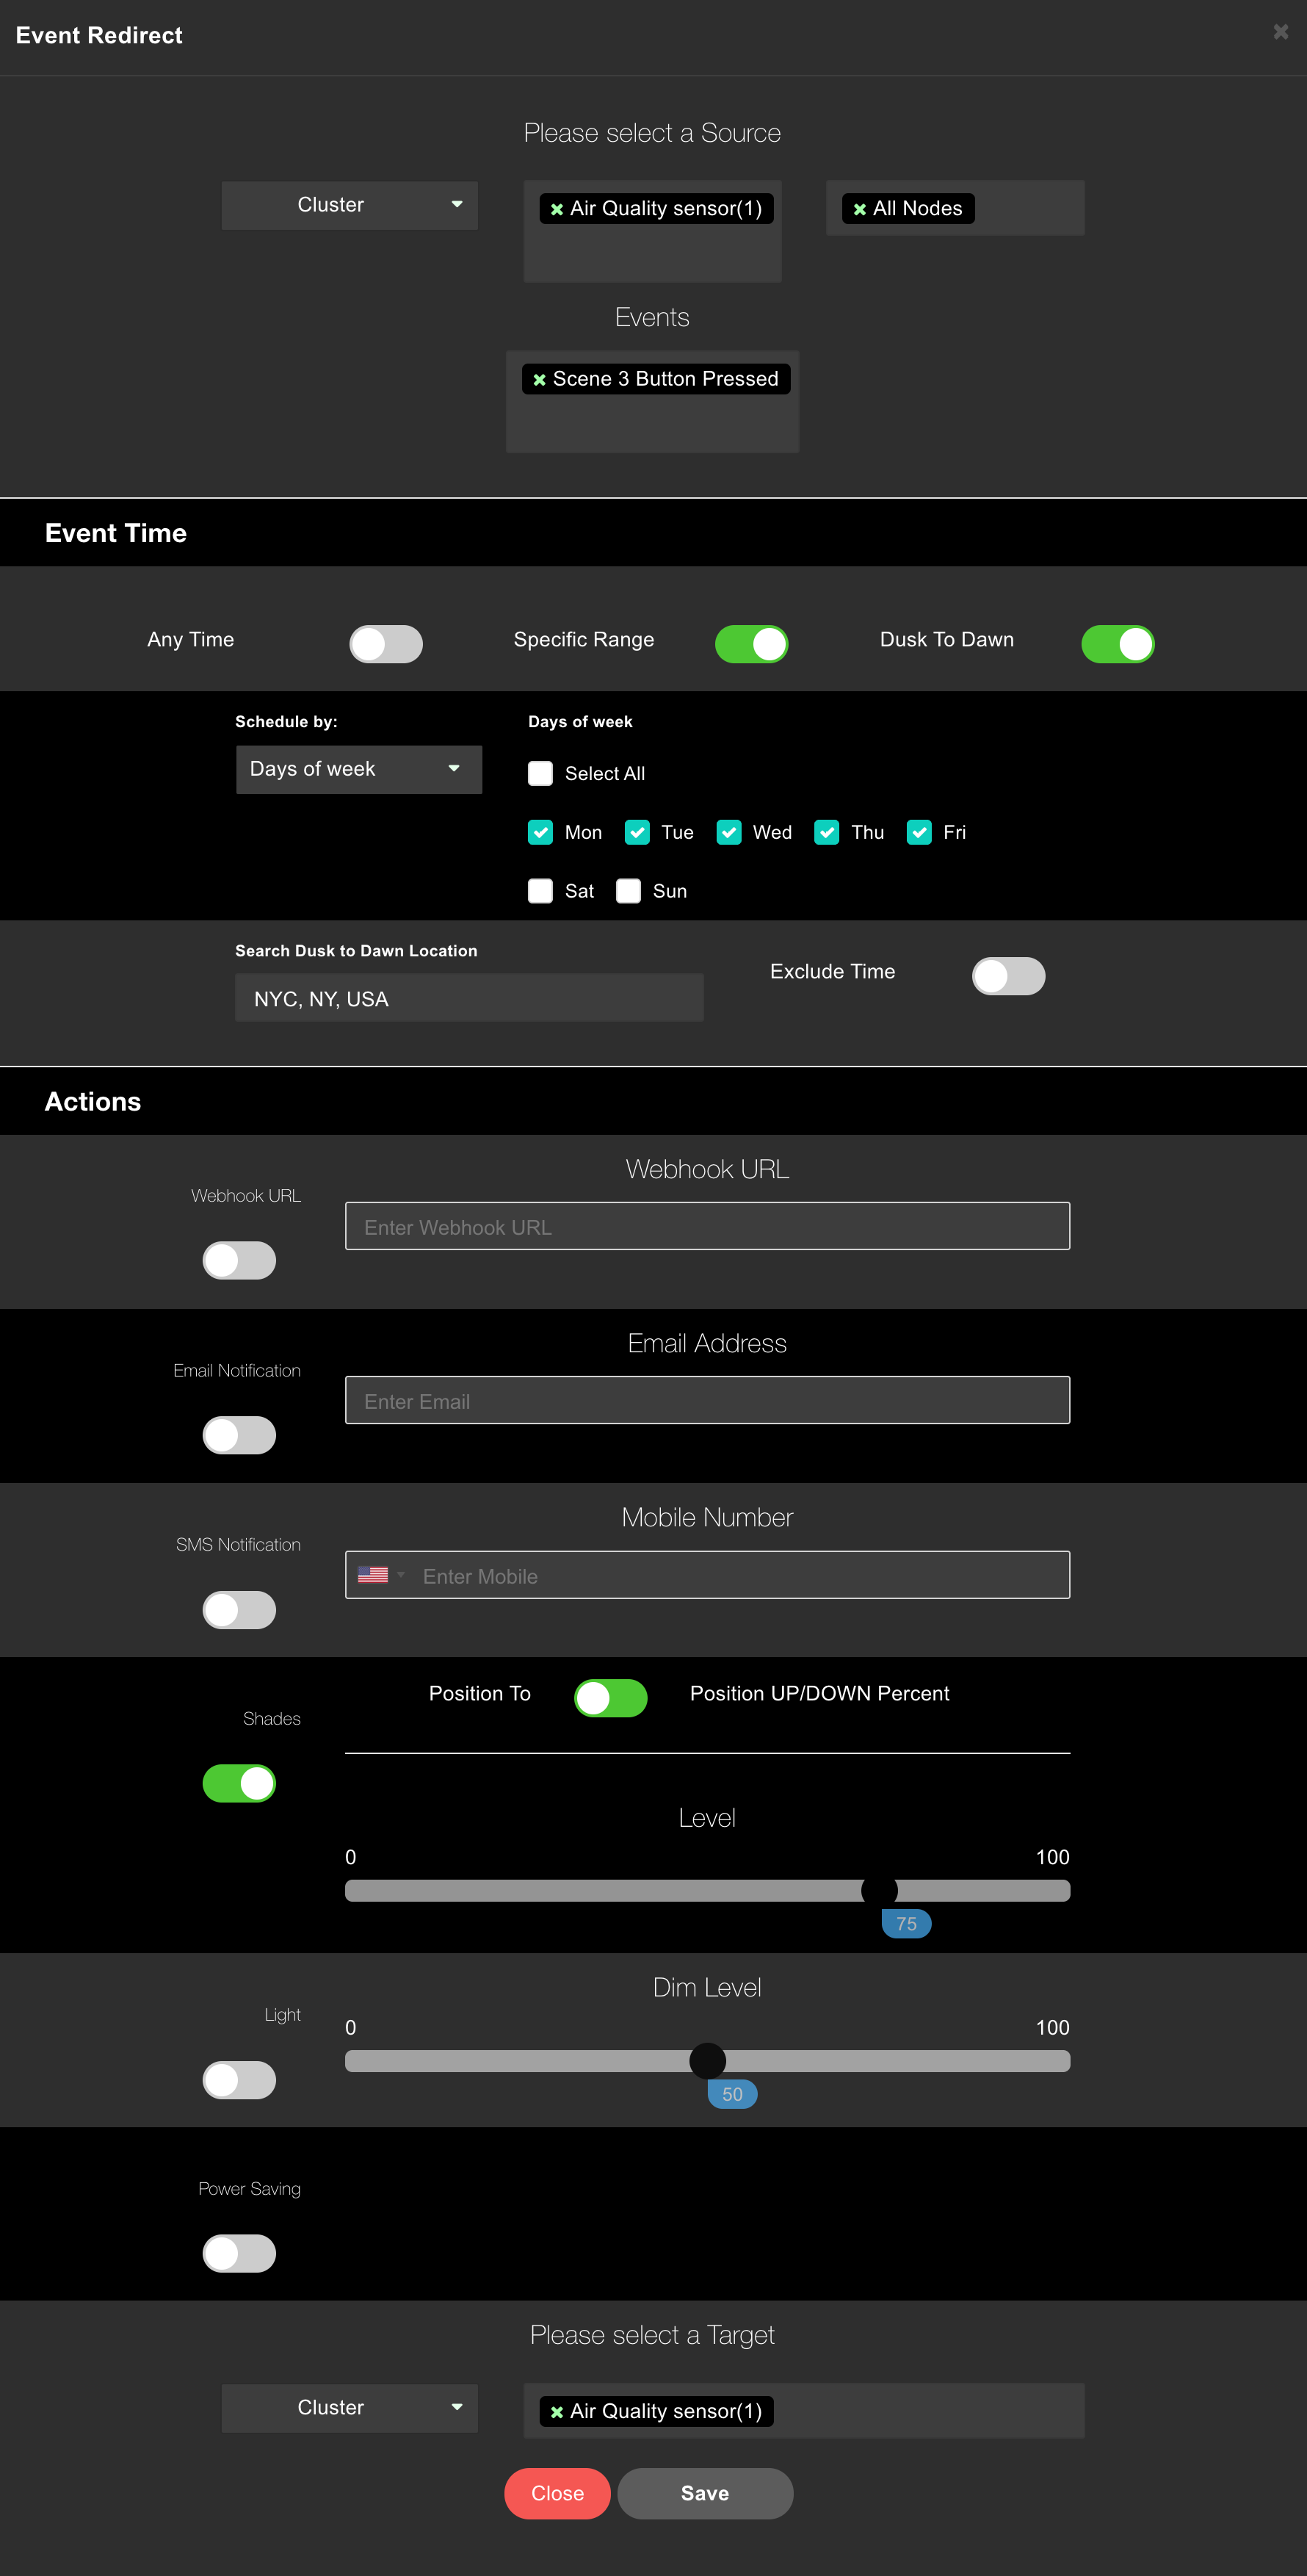 Event Redirect
Please select a Source
Cluster
Air Quality sensor(1)
All Nodes
Events
Scene 3 Button Pressed
Event Time
Any Time
Specific Range
Dusk To Dawn
Schedule by:
Days of week
Days of week
Select All
Mon Tue Wed Thu Fri
Sat Sun
Search Dusk to Dawn Location
NYC, NY, USA
Exclude Time
Actions
Webhook URL
Webhook URL
Enter Webhook URL
Email Notification
Email Address
Enter Email
SMS Notification
Mobile Number
Enter Mobile
Shades
Position To
Position UP/DOWN Percent
Level
0 100
75
Light
Dim Level
0 100
50
Power Saving
Please select a Target
Cluster
Air Quality sensor(1)
Close
Save